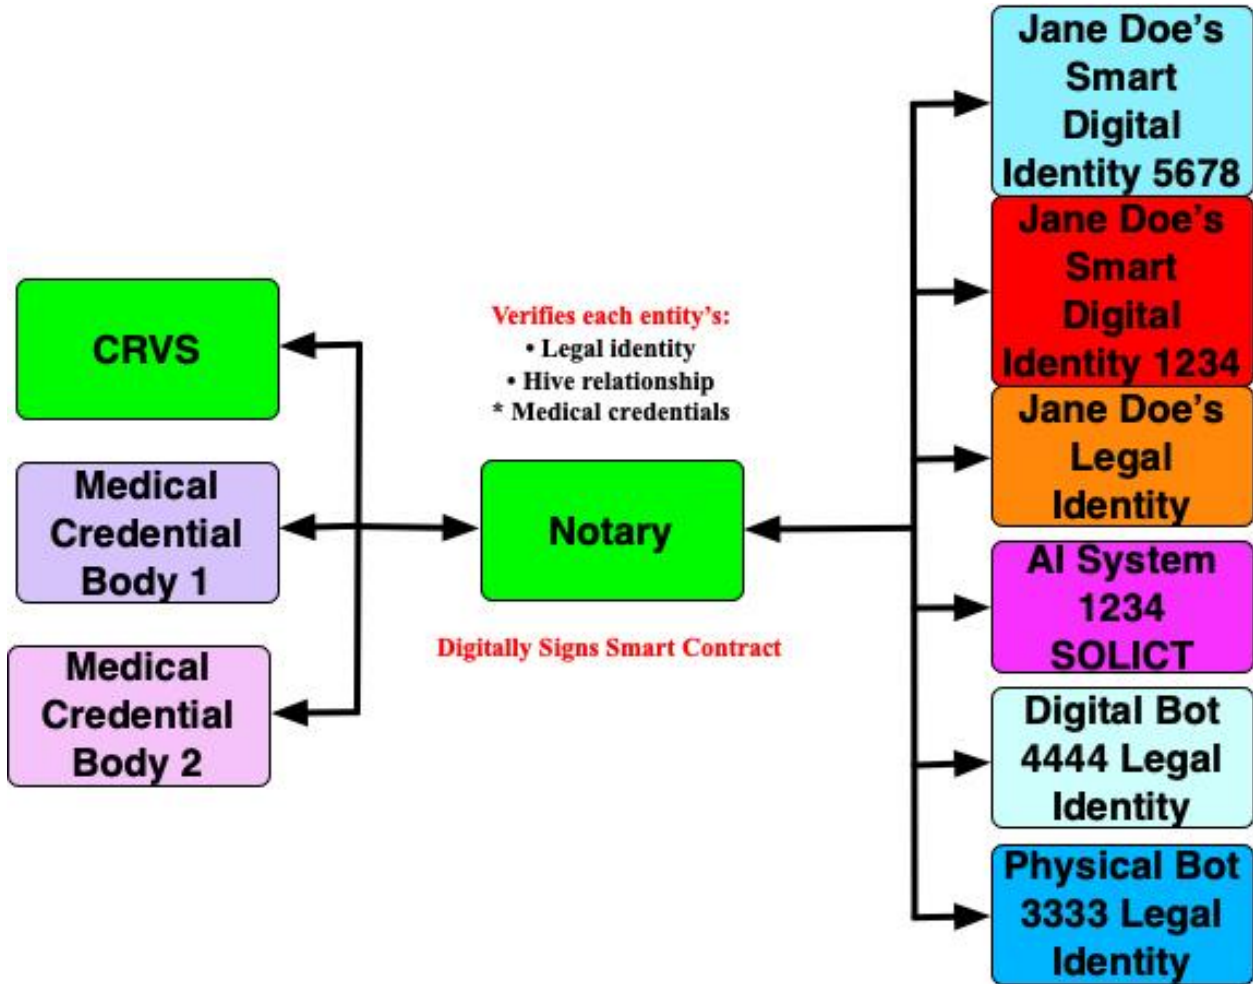 CRVS
Medical
Credential
Body 1
Medical
Credential
Body 2
Verifies each entity's:
• Legal identity
• Hive relationship
* Medical credentials
Notary
Digitally Signs Smart Contract
Jane Doe’s
Smart
Digital
Identity 5678
Jane Doe’s
Smart
Digital
Identity 1234
Jane Doe’s
Legal
Identity
AI System
1234
SOLICT
Digital Bot
4444 Legal
Identity
Physical Bot
3333 Legal
Identity